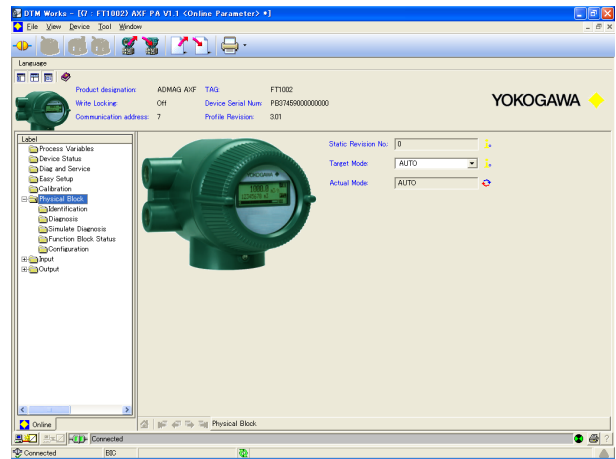 DTM Works - [(7 : FT1002) AXF PA V1.1 <Online Parameter> *]
File View Device Tool Window
Language
Product designation: ADMAG AXF TAG: FT1002
Write Locking: Off Device Serial Num: PB37459000000000
Communication address: 7 Profile Revision: 3.01
YOKOGAWA
Label
Process Variables
Device Status
Diag and Service
Easy Setup
Calibration
Physical Block
Identification
Diagnosis
Simulate Diagnosis
Function Block Status
Configuration
Input
Output
YOKOGAWA
Static Revision No.: 0
Target Mode: AUTO
Actual Mode: AUTO
Online
Physical Block
Connected
Connected EIC